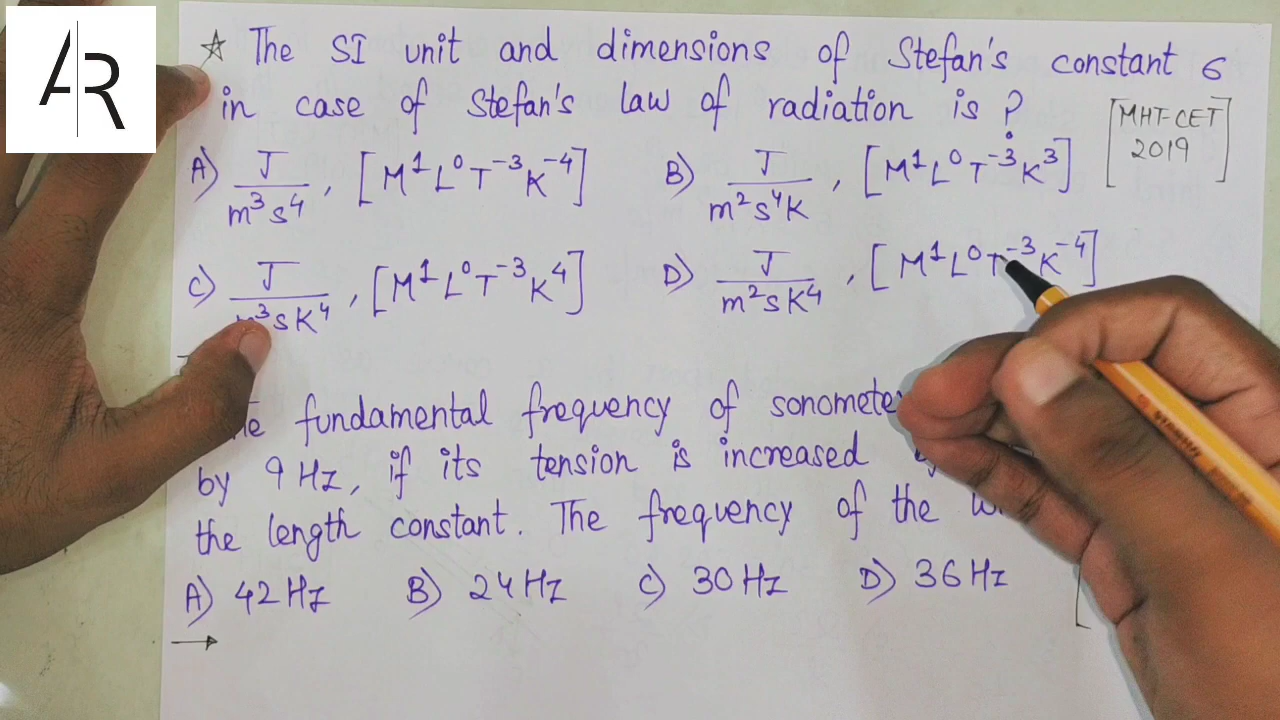 AR
☆ The SI unit and dimensions of Stefan's constant σ
in case of Stefan's law of radiation is ?
[MHT-CET
2019]
A) J/m³s⁴ , [M¹L⁰T⁻³K⁻⁴]
B) J/m²s⁴K , [M¹L⁰T⁻³K³]
C) J/m³sK⁴ , [M¹L⁰T⁻³K⁴]
D) J/m²sK⁴ , [M¹L⁰T⁻³K⁻⁴]
fundamental frequency of
by 9 Hz, if its tension is increased
the length constant. The frequency of the
A) 42 Hz B) 24 Hz C) 30 Hz D) 36 Hz
→